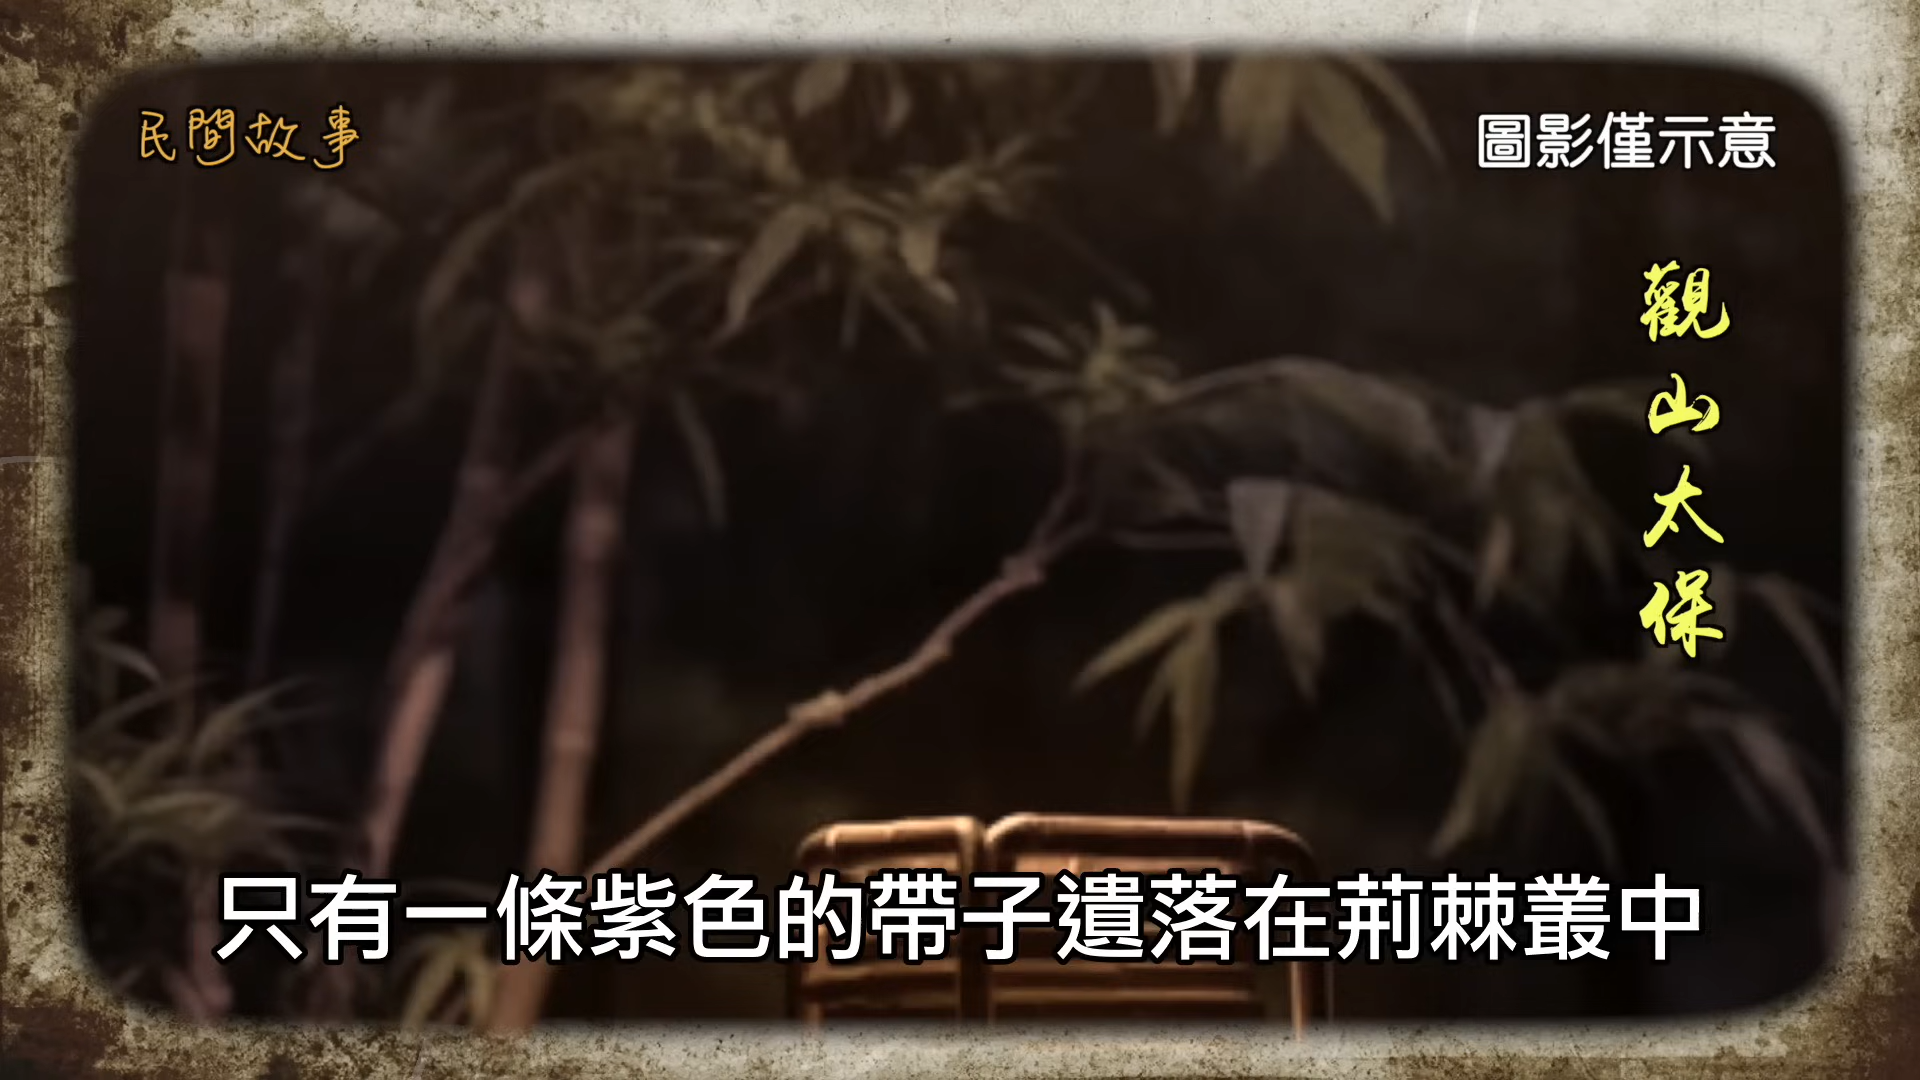 民間故事
圖影僅示意
觀山太保
只有一條紫色的帶子遺落在荊棘叢中